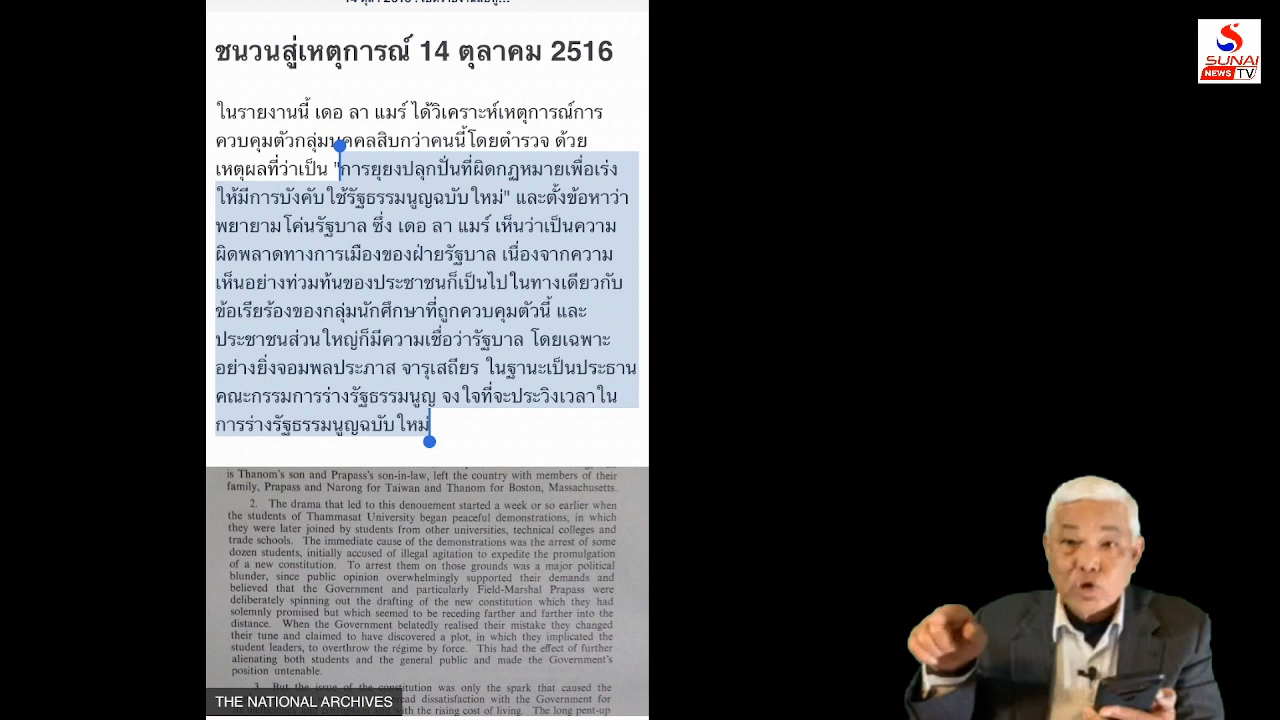 ชนวนสู่เหตุการณ์ 14 ตุลาคม 2516
SUNAI
NEWS TV
ในรายงานนี้ เดอ ลา แมร์ ได้วิเคราะห์เหตุการณ์การ
ควบคุมตัวกลุ่มบุคคลสิบกว่าคนนี้โดยตำรวจ ด้วย
เหตุผลที่ว่าเป็น "การยุยงปลุกปั่นที่ผิดกฎหมายเพื่อเร่ง
ให้มีการบังคับใช้รัฐธรรมนูญฉบับใหม่" และตั้งข้อหาว่า
พยายามโค่นรัฐบาล ซึ่ง เดอ ลา แมร์ เห็นว่าเป็นความ
ผิดพลาดทางการเมืองของฝ่ายรัฐบาล เนื่องจากความ
เห็นอย่างท่วมท้นของประชาชนก็เป็นไปในทางเดียวกับ
ข้อเรียร้องของกลุ่มนักศึกษาที่ถูกควบคุมตัวนี้ และ
ประชาชนส่วนใหญ่ก็มีความเชื่อว่ารัฐบาล โดยเฉพาะ
อย่างยิ่งจอมพลประภาส จารุเสถียร ในฐานะเป็นประธาน
คณะกรรมการร่างรัฐธรรมนูญ จงใจที่จะประวิงเวลาใน
การร่างรัฐธรรมนูญฉบับใหม่
is Thanom's son and Prapass's son-in-law, left the country with members of their
family, Prapass and Narong for Taiwan and Thanom for Boston, Massachusetts.
2. The drama that led to this denouement started a week or so earlier when
the students of Thammasat University began peaceful demonstrations, in which
they were later joined by students from other universities, technical colleges and
trade schools. The immediate cause of the demonstrations was the arrest of some
dozen students, initially accused of illegal agitation to expedite the promulgation
of a new constitution. To arrest them on those grounds was a major political
blunder, since public opinion overwhelmingly supported their demands and
believed that the Government and particularly Field-Marshal Prapass were
deliberately spinning out the drafting of the new constitution which they had
solemnly promised but which seemed to be receding farther and farther into the
distance. When the Government belatedly realised their mistake they changed
their tune and claimed to have discovered a plot, in which they implicated the
student leaders, to overthrow the régime by force. This had the effect of further
alienating both students and the general public and made the Government's
position untenable.
3. But the issue of the constitution was only the spark that caused the
dissatisfaction with the Government for
with the rising cost of living. The long pent-up
THE NATIONAL ARCHIVES